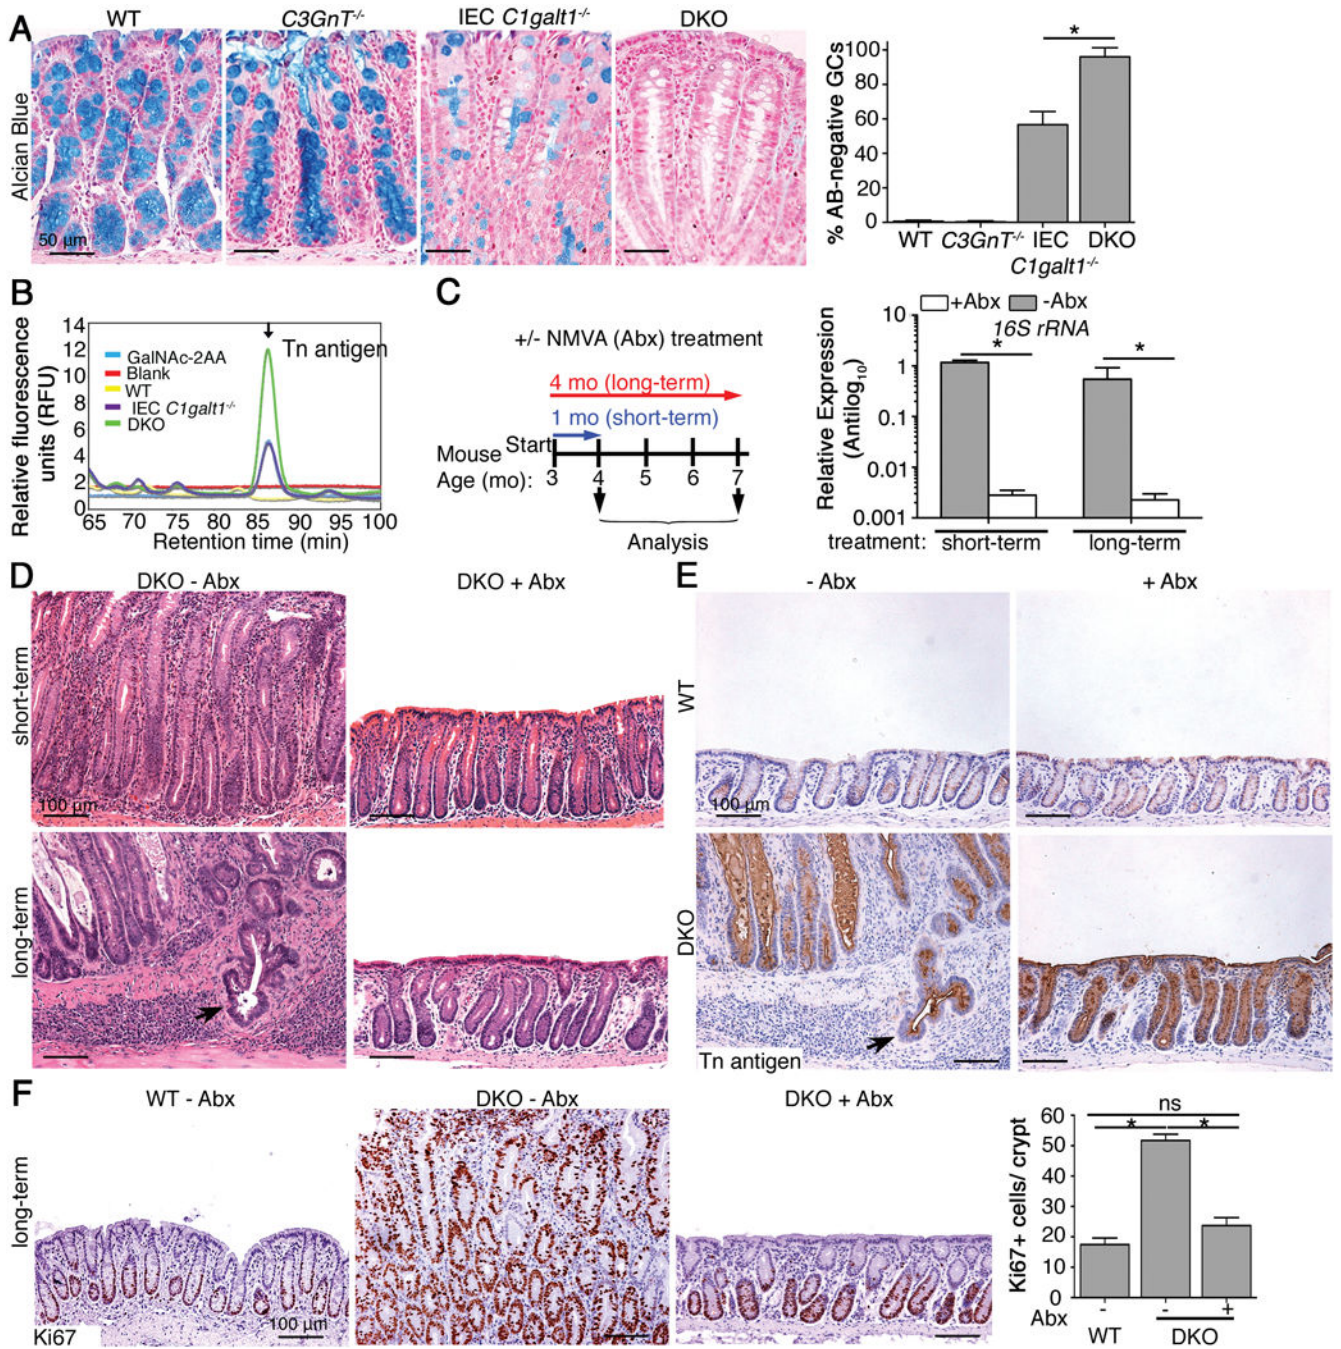 A
WT
C3GnT-/-
IEC C1galt1-/-
DKO
Alcian Blue
50 µm
% AB-negative GCs
100
80
60
40
20
0
*
WT C3GnT-/- IEC DKO
C1galt1-/-
B
Relative fluorescence
units (RFU)
14
12
10
8
6
4
2
0
Tn antigen
GalNAc-2AA
Blank
WT
IEC C1galt1-/-
DKO
65 70 75 80 85 90 95 100
Retention time (min)
C
+/- NMVA (Abx) treatment
4 mo (long-term)
1 mo (short-term)
Start
Mouse
Age (mo): 3 4 5 6 7
Analysis
+Abx -Abx
16S rRNA
Relative Expression
(Antilog10)
10
1
0.1
0.01
0.001
* *
treatment: short-term long-term
D
DKO - Abx
DKO + Abx
short-term
100 µm
long-term
E
- Abx
+ Abx
WT
100 µm
DKO
Tn antigen
F
WT - Abx
DKO - Abx
DKO + Abx
long-term
Ki67
100 µm
Ki67+ cells/ crypt
60
50
40
30
20
10
0
ns
* *
Abx - - +
WT DKO